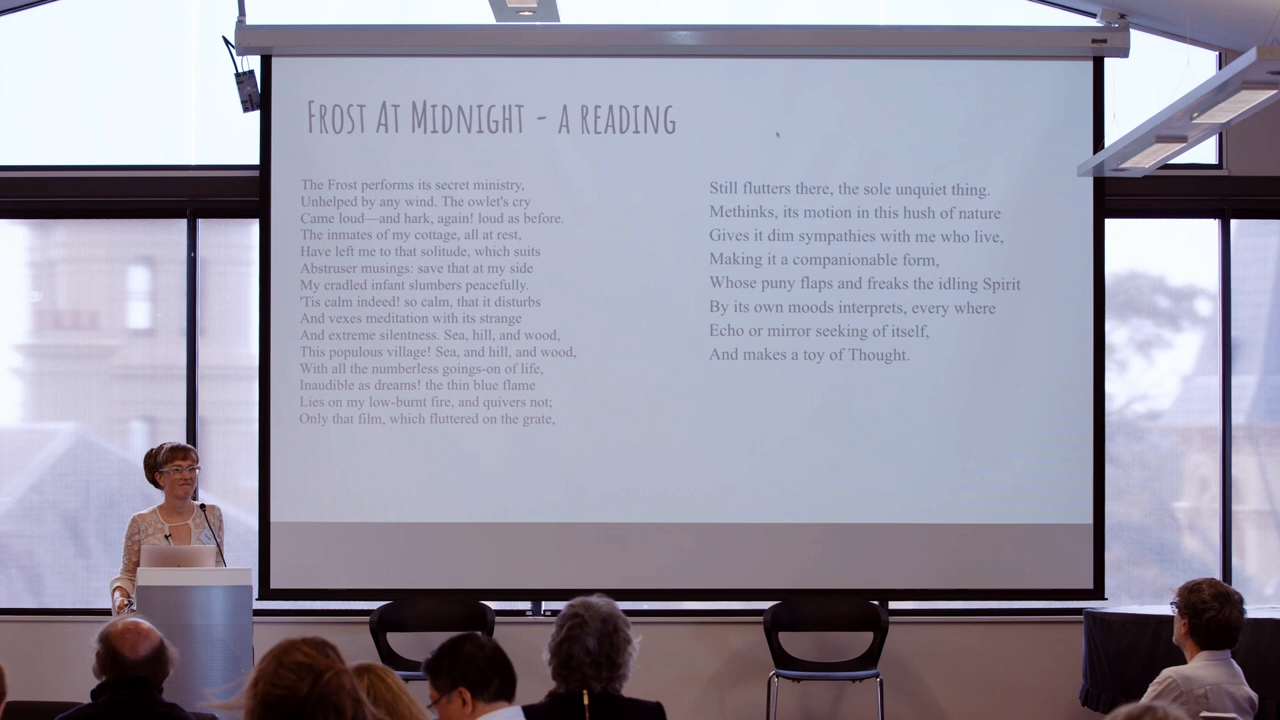 FROST AT MIDNIGHT - A READING
The Frost performs its secret ministry,
Unhelped by any wind. The owlet's cry
Came loud—and hark, again! loud as before.
The inmates of my cottage, all at rest,
Have left me to that solitude, which suits
Abstruser musings: save that at my side
My cradled infant slumbers peacefully.
'Tis calm indeed! so calm, that it disturbs
And vexes meditation with its strange
And extreme silentness. Sea, hill, and wood,
This populous village! Sea, and hill, and wood,
With all the numberless goings-on of life,
Inaudible as dreams! the thin blue flame
Lies on my low-burnt fire, and quivers not;
Only that film, which fluttered on the grate,
Still flutters there, the sole unquiet thing.
Methinks, its motion in this hush of nature
Gives it dim sympathies with me who live,
Making it a companionable form,
Whose puny flaps and freaks the idling Spirit
By its own moods interprets, every where
Echo or mirror seeking of itself,
And makes a toy of Thought.